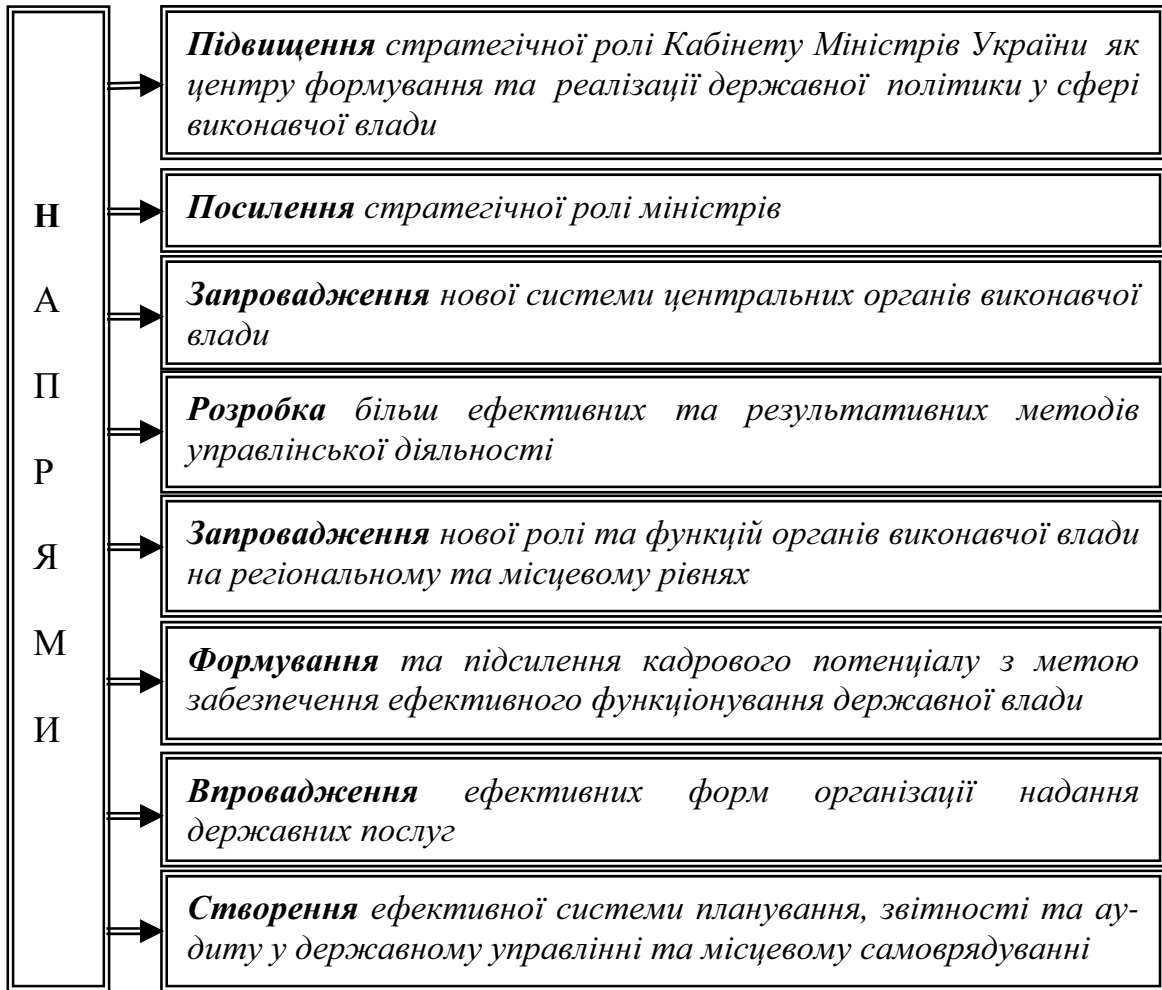 Н
А
П
Р
Я
М
И
Підвищення стратегічної ролі Кабінету Міністрів України як
центру формування та реалізації державної політики у сфері
виконавчої влади
Посилення стратегічної ролі міністрів
Запровадження нової системи центральних органів виконавчої
влади
Розробка більш ефективних та результативних методів
управлінської діяльності
Запровадження нової ролі та функцій органів виконавчої влади
на регіональному та місцевому рівнях
Формування та підсилення кадрового потенціалу з метою
забезпечення ефективного функціонування державної влади
Впровадження ефективних форм організації надання
державних послуг
Створення ефективної системи планування, звітності та ау-
диту у державному управлінні та місцевому самоврядуванні